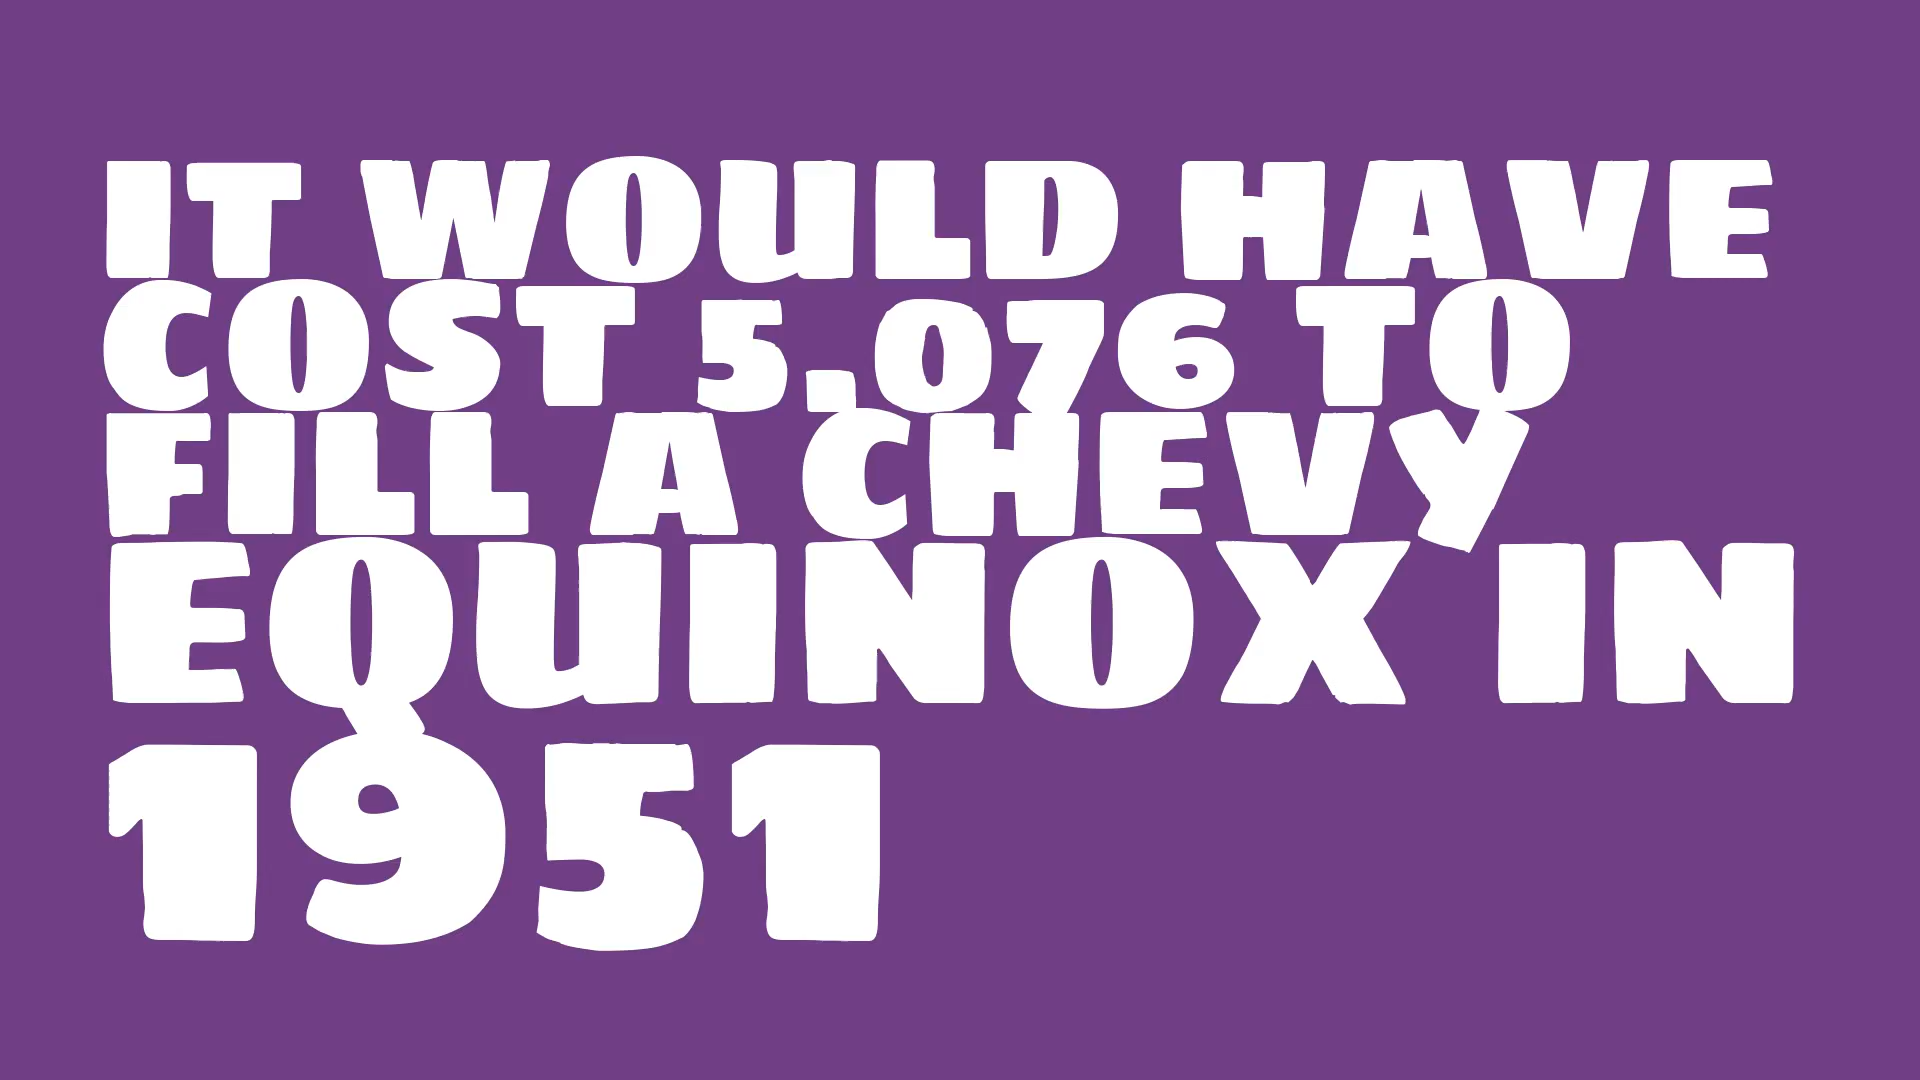 IT WOULD HAVE
COST 5,076 TO
FILL A CHEVY
EQUINOX IN
1951